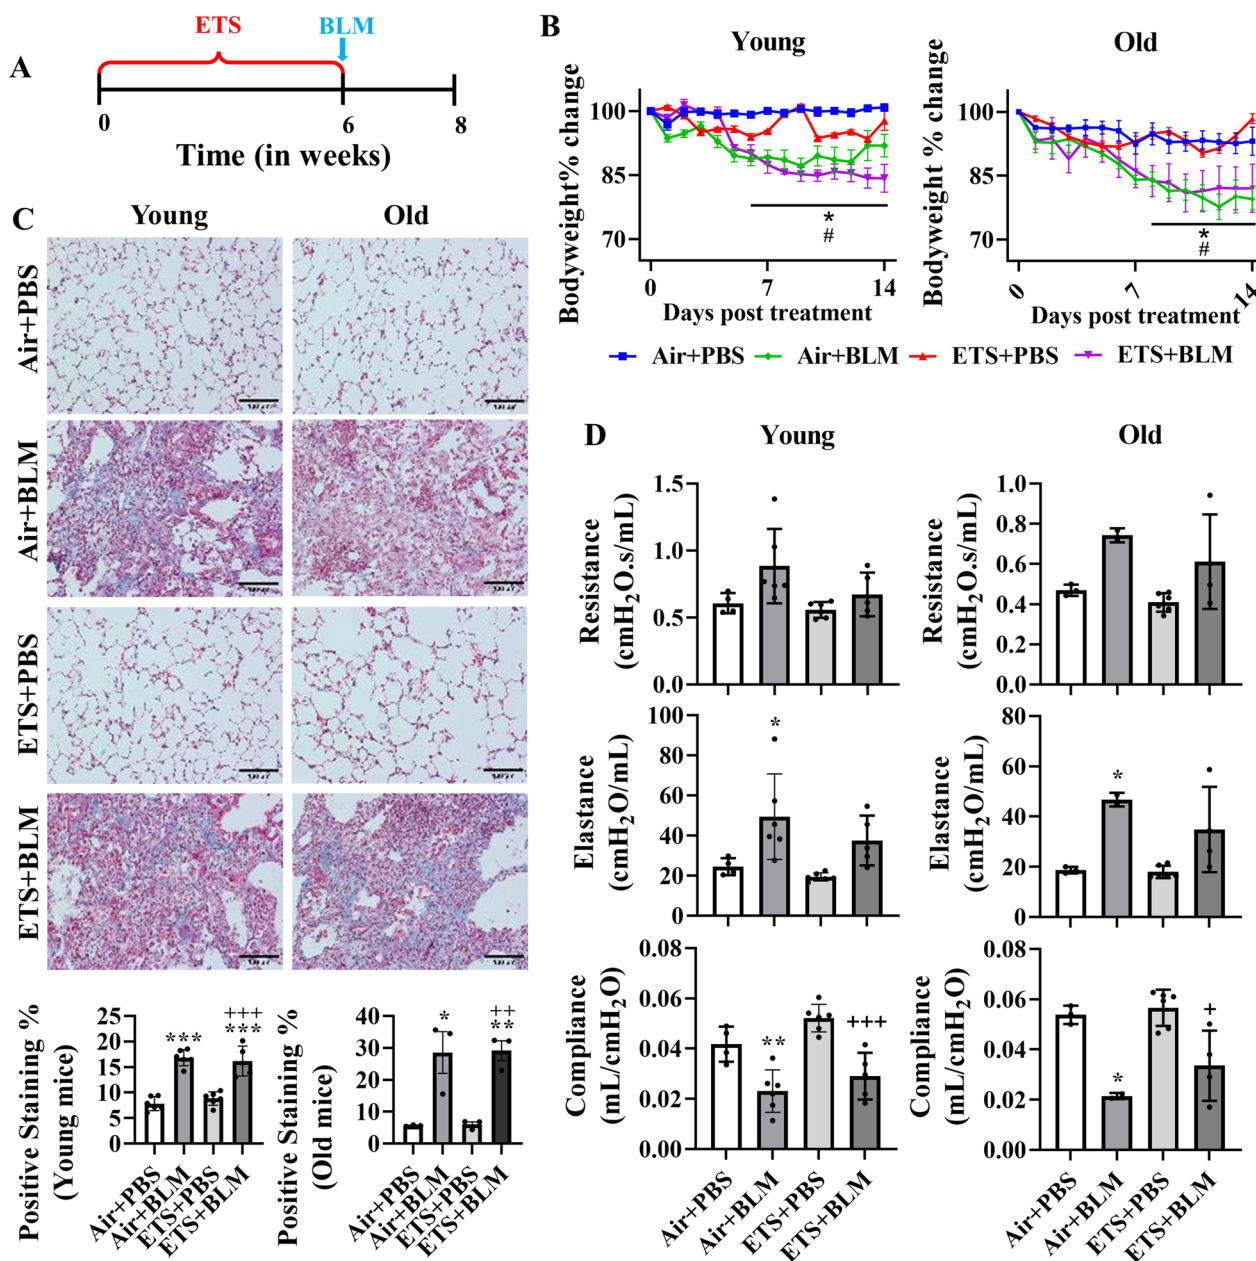 A
ETS
BLM
0
6
8
Time (in weeks)
B
Young
Bodyweight% change
100
85
70
0
7
14
Days post treatment
*
#
Old
Bodyweight % change
100
85
70
0
7
14
Days post treatment
*
#
Air+PBS
Air+BLM
ETS+PBS
ETS+BLM
C
Young
Old
Air+PBS
Air+BLM
ETS+PBS
ETS+BLM
Positive Staining %
(Young mice)
25
20
15
10
5
0
***
+++
***
Air+PBS
Air+BLM
ETS+PBS
ETS+BLM
Positive Staining %
(Old mice)
40
30
20
10
0
*
++
**
Air+PBS
Air+BLM
ETS+PBS
ETS+BLM
D
Young
Old
Resistance
(cmH2O.s/mL)
1.5
1.0
0.5
0.0
Resistance
(cmH2O.s/mL)
1.0
0.8
0.6
0.4
0.2
0.0
Elastance
(cmH2O/mL)
100
80
60
40
20
0
*
Elastance
(cmH2O/mL)
80
60
40
20
0
*
Compliance
(mL/cmH2O)
0.08
0.06
0.04
0.02
0.00
**
+++
Air+PBS
Air+BLM
ETS+PBS
ETS+BLM
Compliance
(mL/cmH2O)
0.08
0.06
0.04
0.02
0.00
*
+
Air+PBS
Air+BLM
ETS+PBS
ETS+BLM